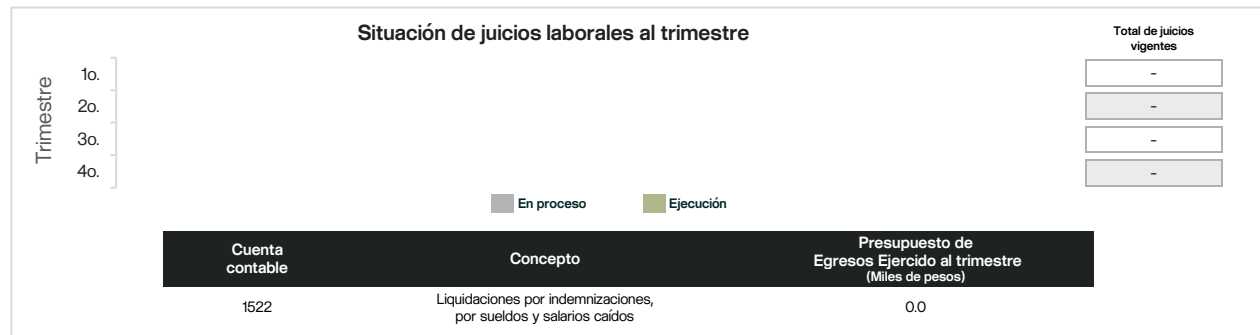 Situación de juicios laborales al trimestre
Total de juicios
vigentes
Trimestre
1o.
-
2o.
-
3o.
-
4o.
-
En proceso
Ejecución
Cuenta
contable
Concepto
Presupuesto de
Egresos Ejercido al trimestre
(Miles de pesos)
1522
Liquidaciones por indemnizaciones,
por sueldos y salarios caídos
0.0